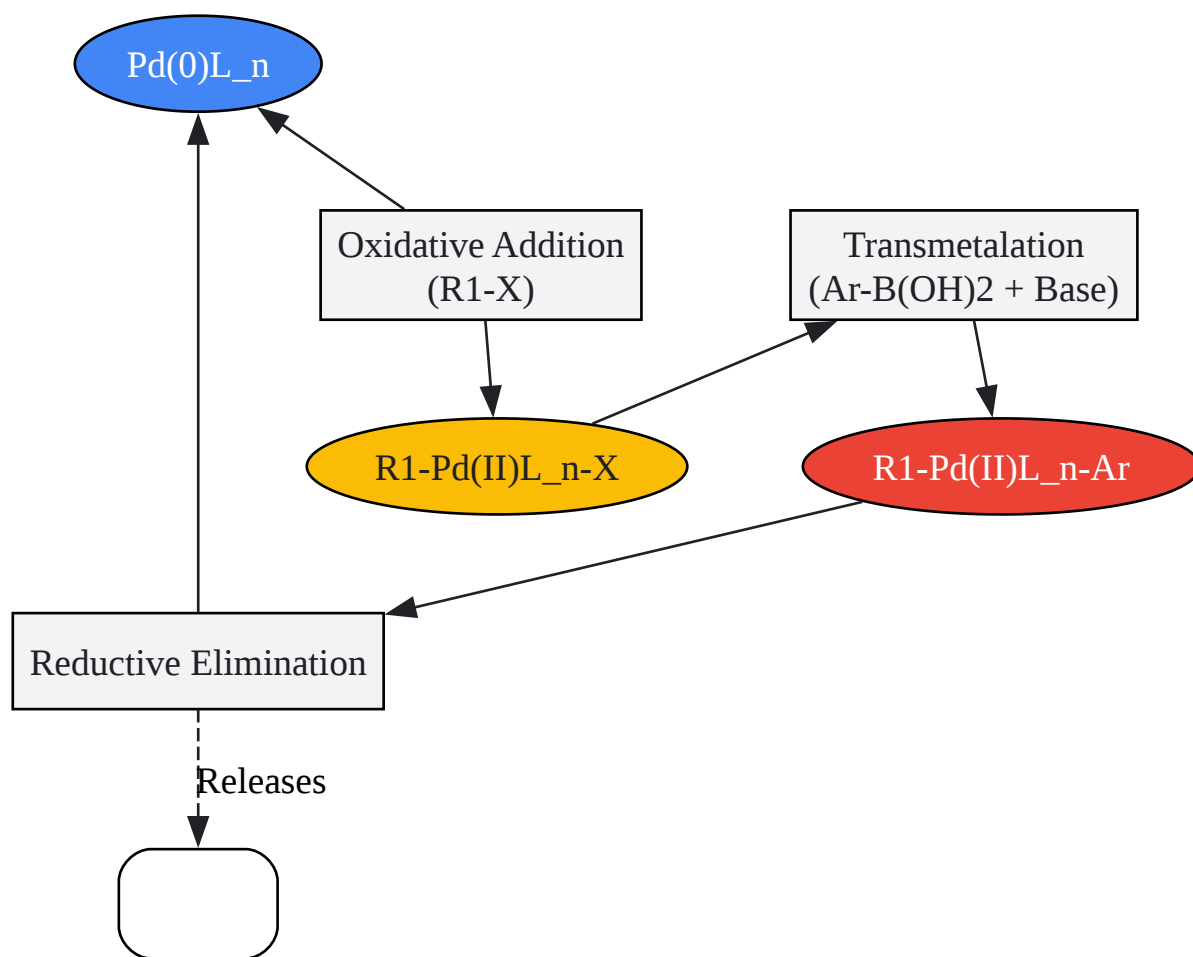 Pd(0)L_n
Oxidative Addition
(R1-X)
Transmetalation
(Ar-B(OH)2 + Base)
R1-Pd(II)L_n-X
R1-Pd(II)L_n-Ar
Reductive Elimination
Releases